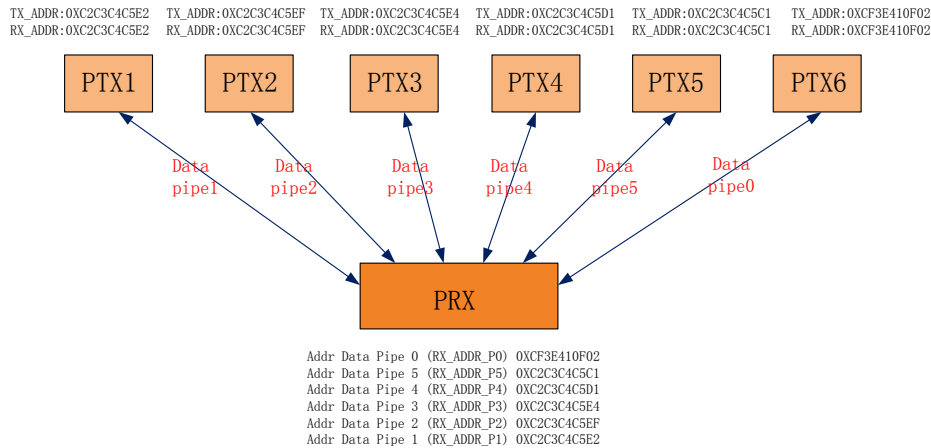 TX_ADDR:0XC2C3C4C5E2 TX_ADDR:0XC2C3C4C5EF TX_ADDR:0XC2C3C4C5E4 TX_ADDR:0XC2C3C4C5D1 TX_ADDR:0XC2C3C4C5C1 TX_ADDR:0XCF3E410F02
RX_ADDR:0XC2C3C4C5E2 RX_ADDR:0XC2C3C4C5EF RX_ADDR:0XC2C3C4C5E4 RX_ADDR:0XC2C3C4C5D1 RX_ADDR:0XC2C3C4C5C1 RX_ADDR:0XCF3E410F02
PTX1 PTX2 PTX3 PTX4 PTX5 PTX6
Data Data Data Data Data Data
pipe1 pipe2 pipe3 pipe4 pipe5 pipe0
PRX
Addr Data Pipe 0 (RX_ADDR_P0) 0XCF3E410F02
Addr Data Pipe 5 (RX_ADDR_P5) 0XC2C3C4C5C1
Addr Data Pipe 4 (RX_ADDR_P4) 0XC2C3C4C5D1
Addr Data Pipe 3 (RX_ADDR_P3) 0XC2C3C4C5E4
Addr Data Pipe 2 (RX_ADDR_P2) 0XC2C3C4C5EF
Addr Data Pipe 1 (RX_ADDR_P1) 0XC2C3C4C5E2